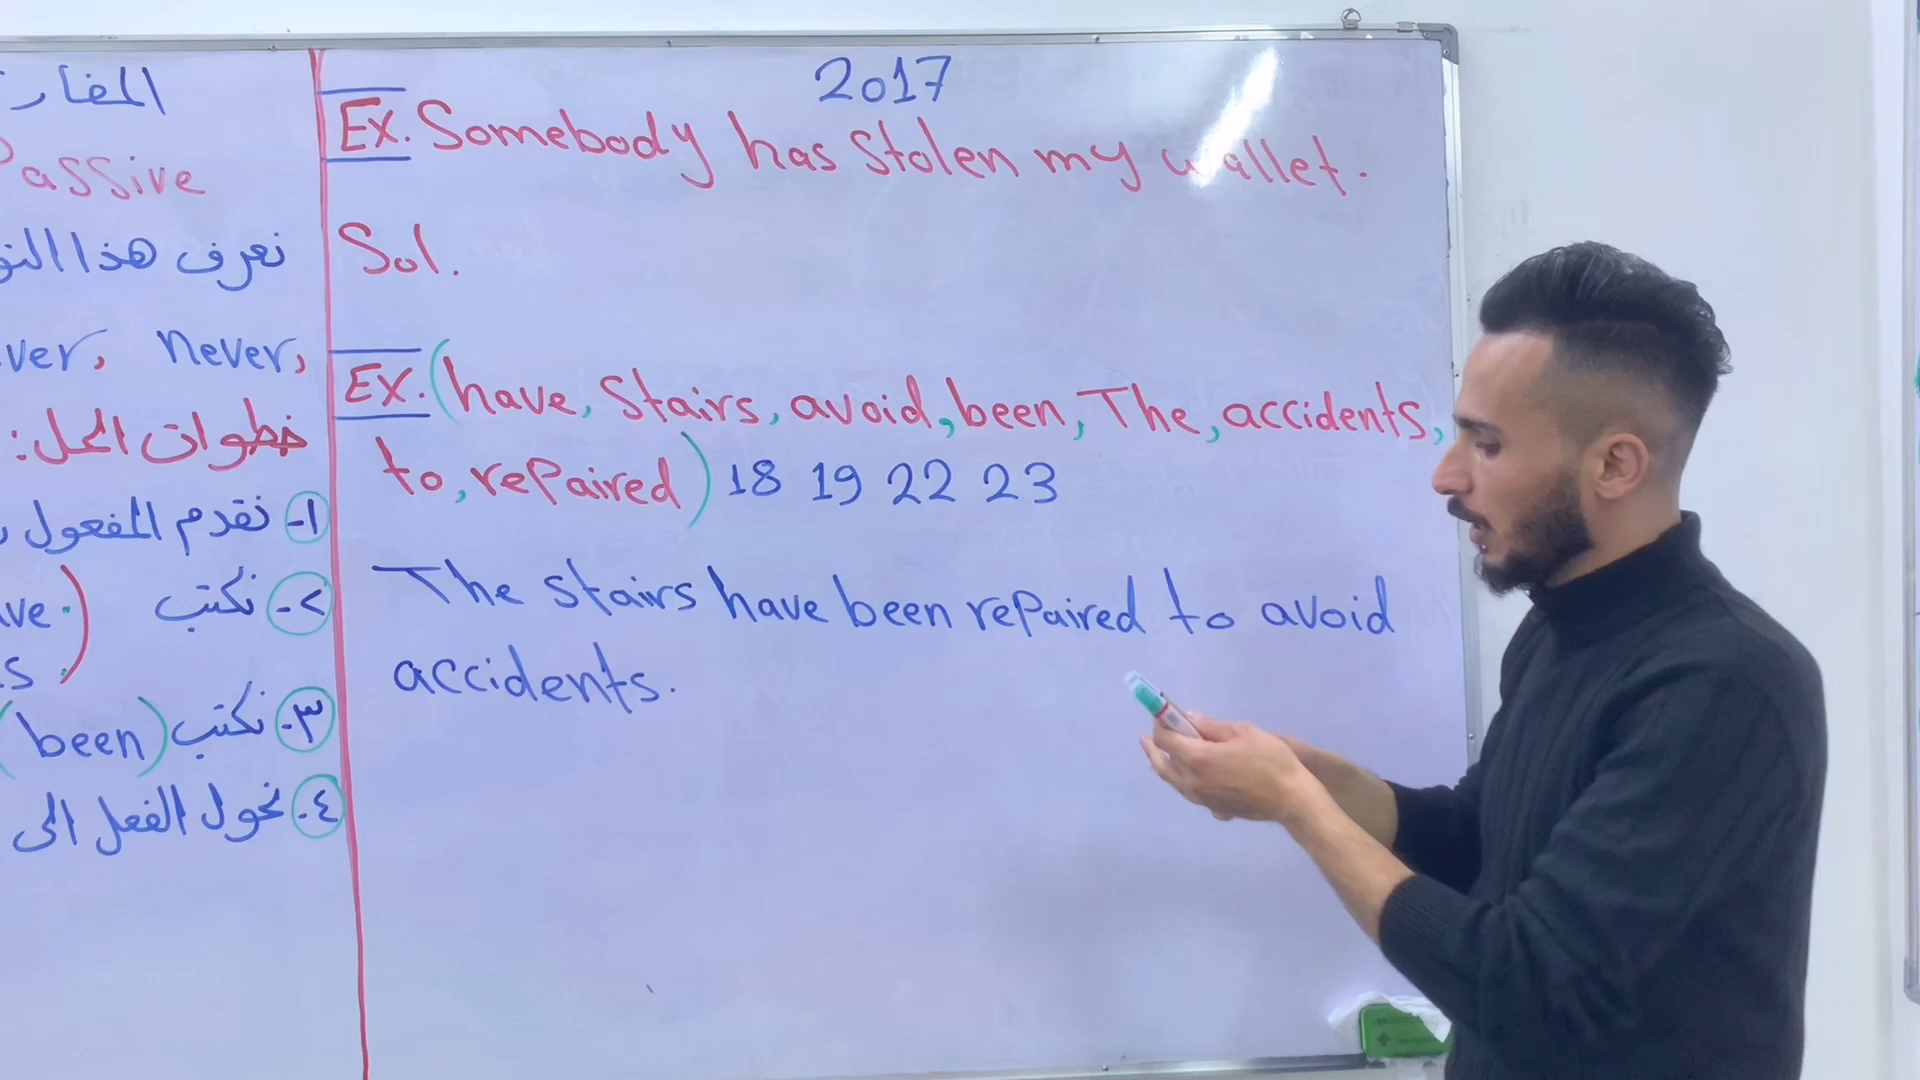 2017
Ex. Somebody has stolen my wallet.
Sol.
Ex. (have, Stairs, avoid, been, The, accidents,
to, repaired) 18 19 22 23
The stairs have been repaired to avoid
accidents.
المضار
Passive
نعرف هذا النو
ver, never,
خطوات الحل:
١- نقدم المفعول
٢- نكتب ve
s
٣- نكتب (been)
٤- نحول الفعل الى